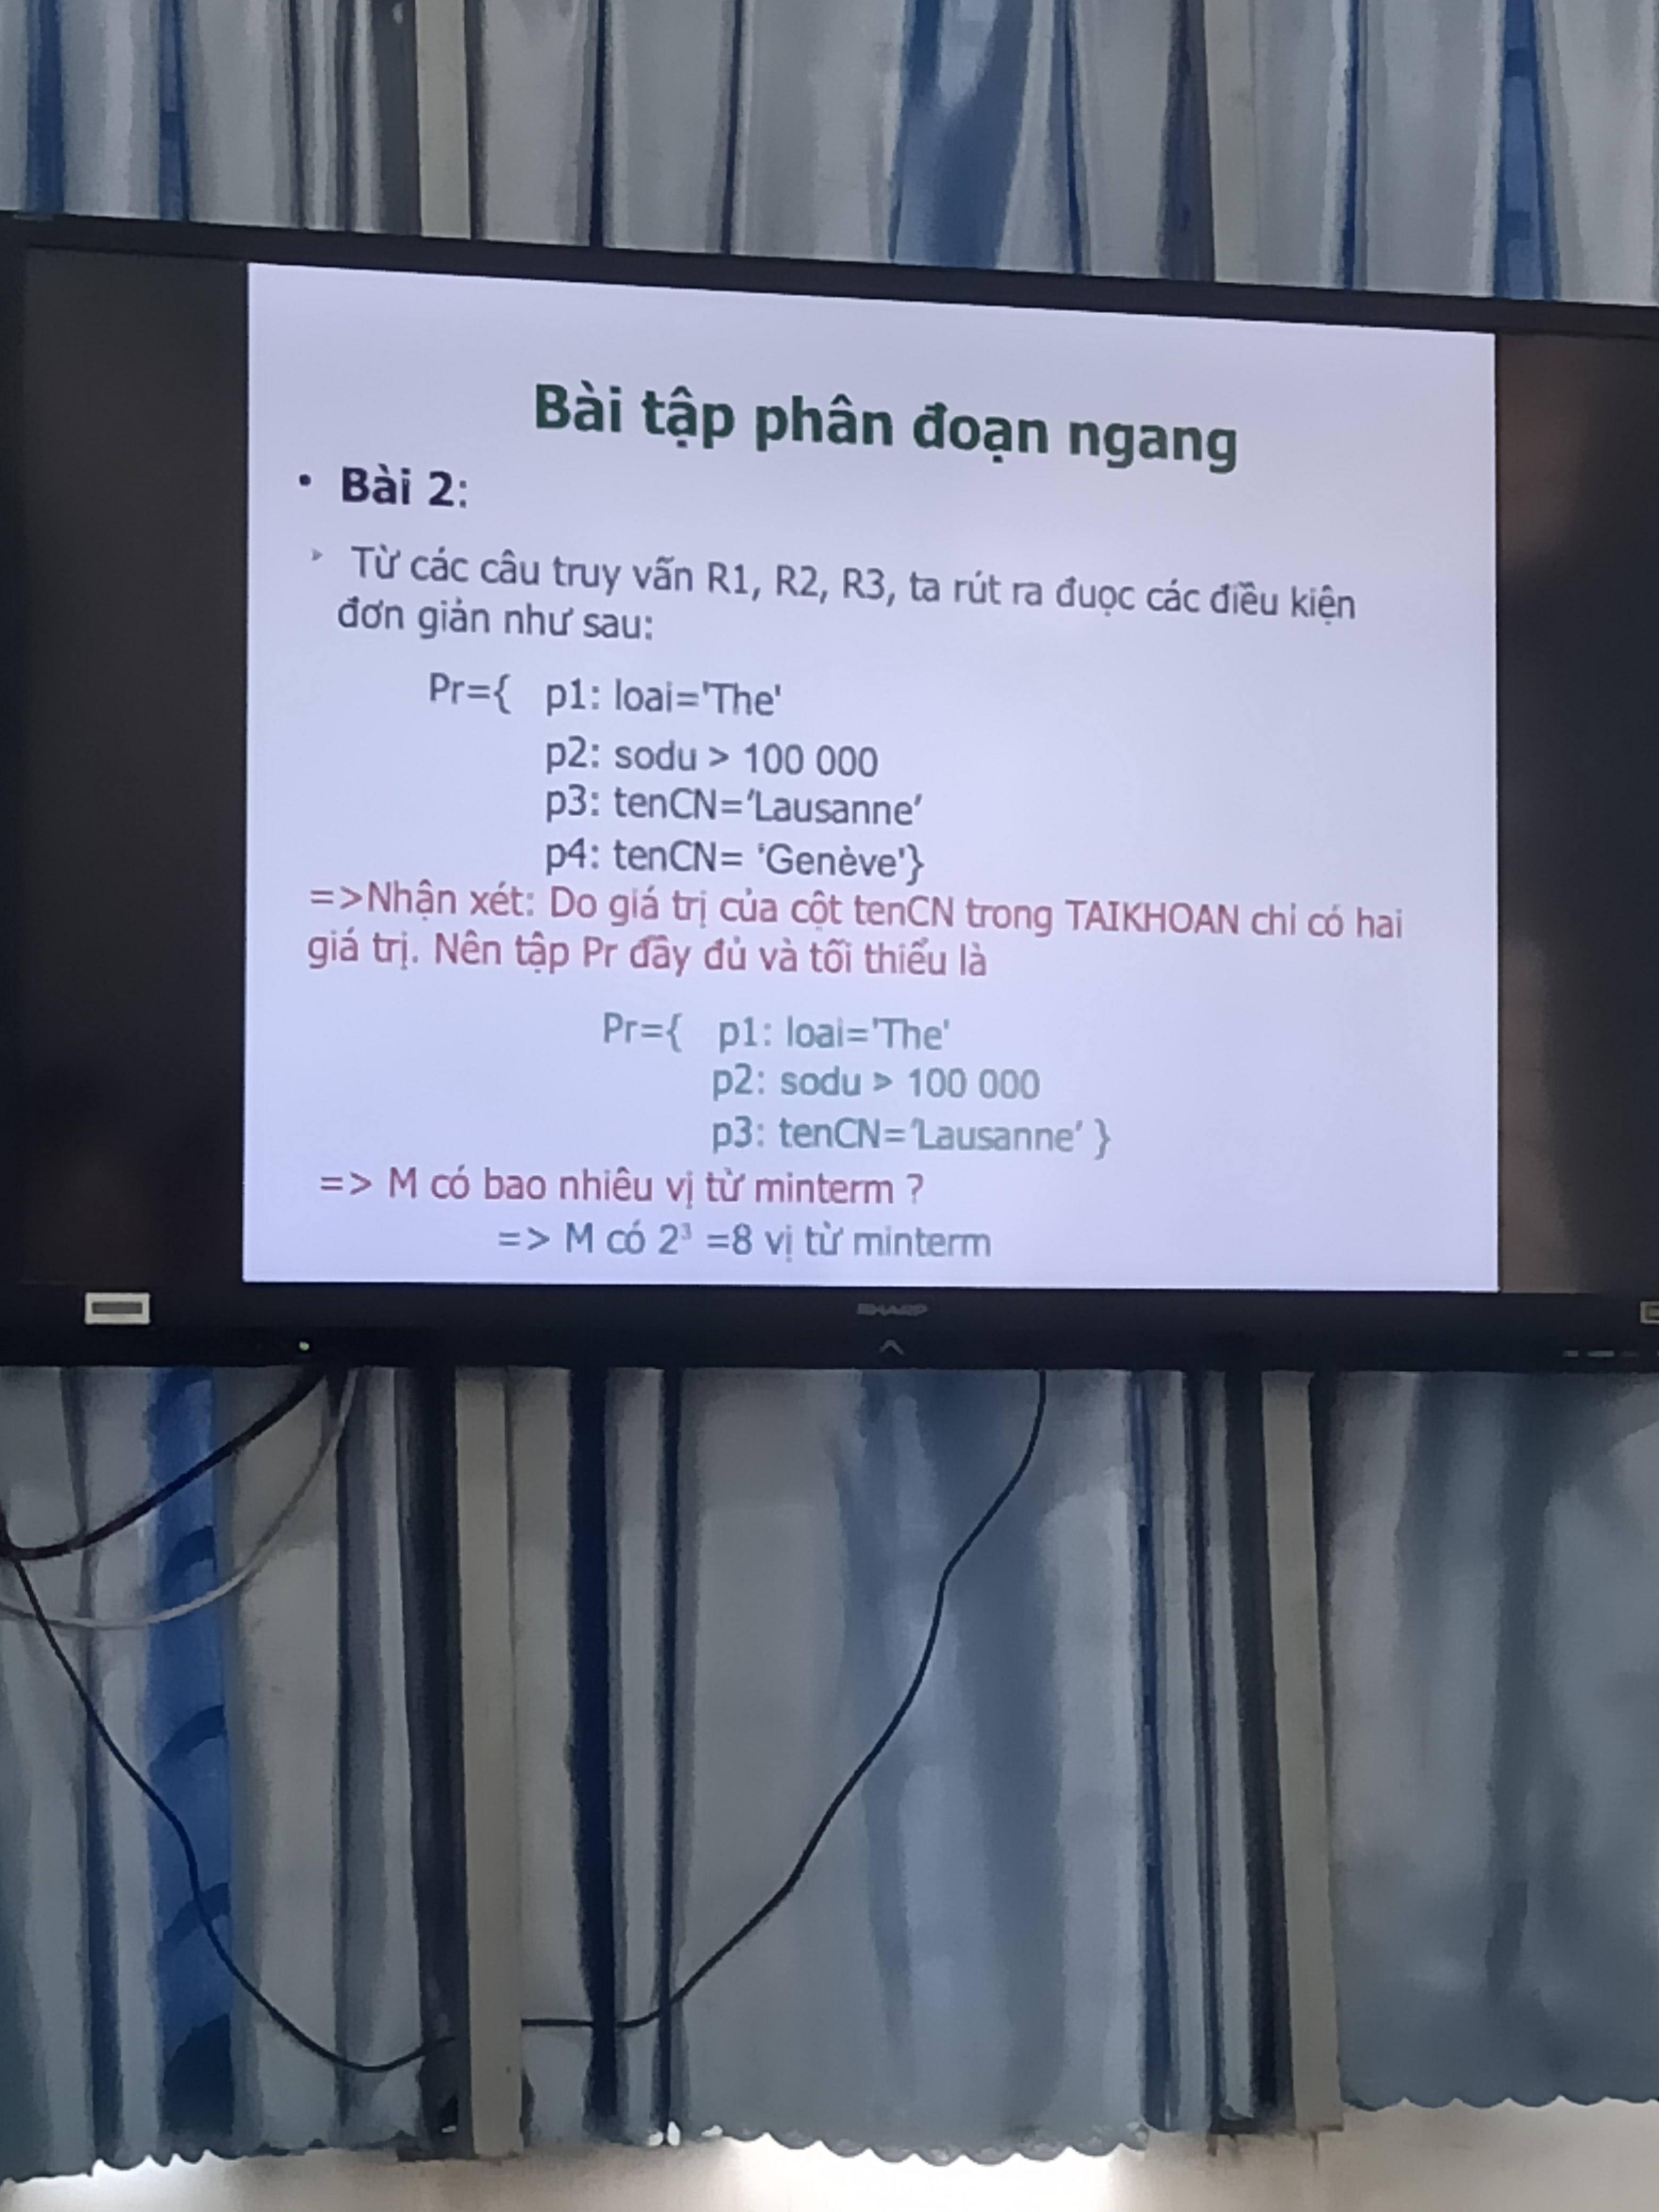 Bài tập phân đoạn ngang
• Bài 2:
Từ các câu truy vấn R1, R2, R3, ta rút ra đuọc các điều kiện
đơn giản như sau:
Pr={ p1: loai='The'
p2: sodu > 100 000
p3: tenCN='Lausanne'
p4: tenCN= 'Genève'}
=>Nhận xét: Do giá trị của cột tenCN trong TAIKHOAN chỉ có hai
giá trị. Nên tập Pr đầy đủ và tối thiểu là
Pr={ p1: loai='The'
p2: sodu > 100 000
p3: tenCN='Lausanne' }
=> M có bao nhiêu vị từ minterm ?
=> M có 2³ =8 vị từ minterm
SHARP